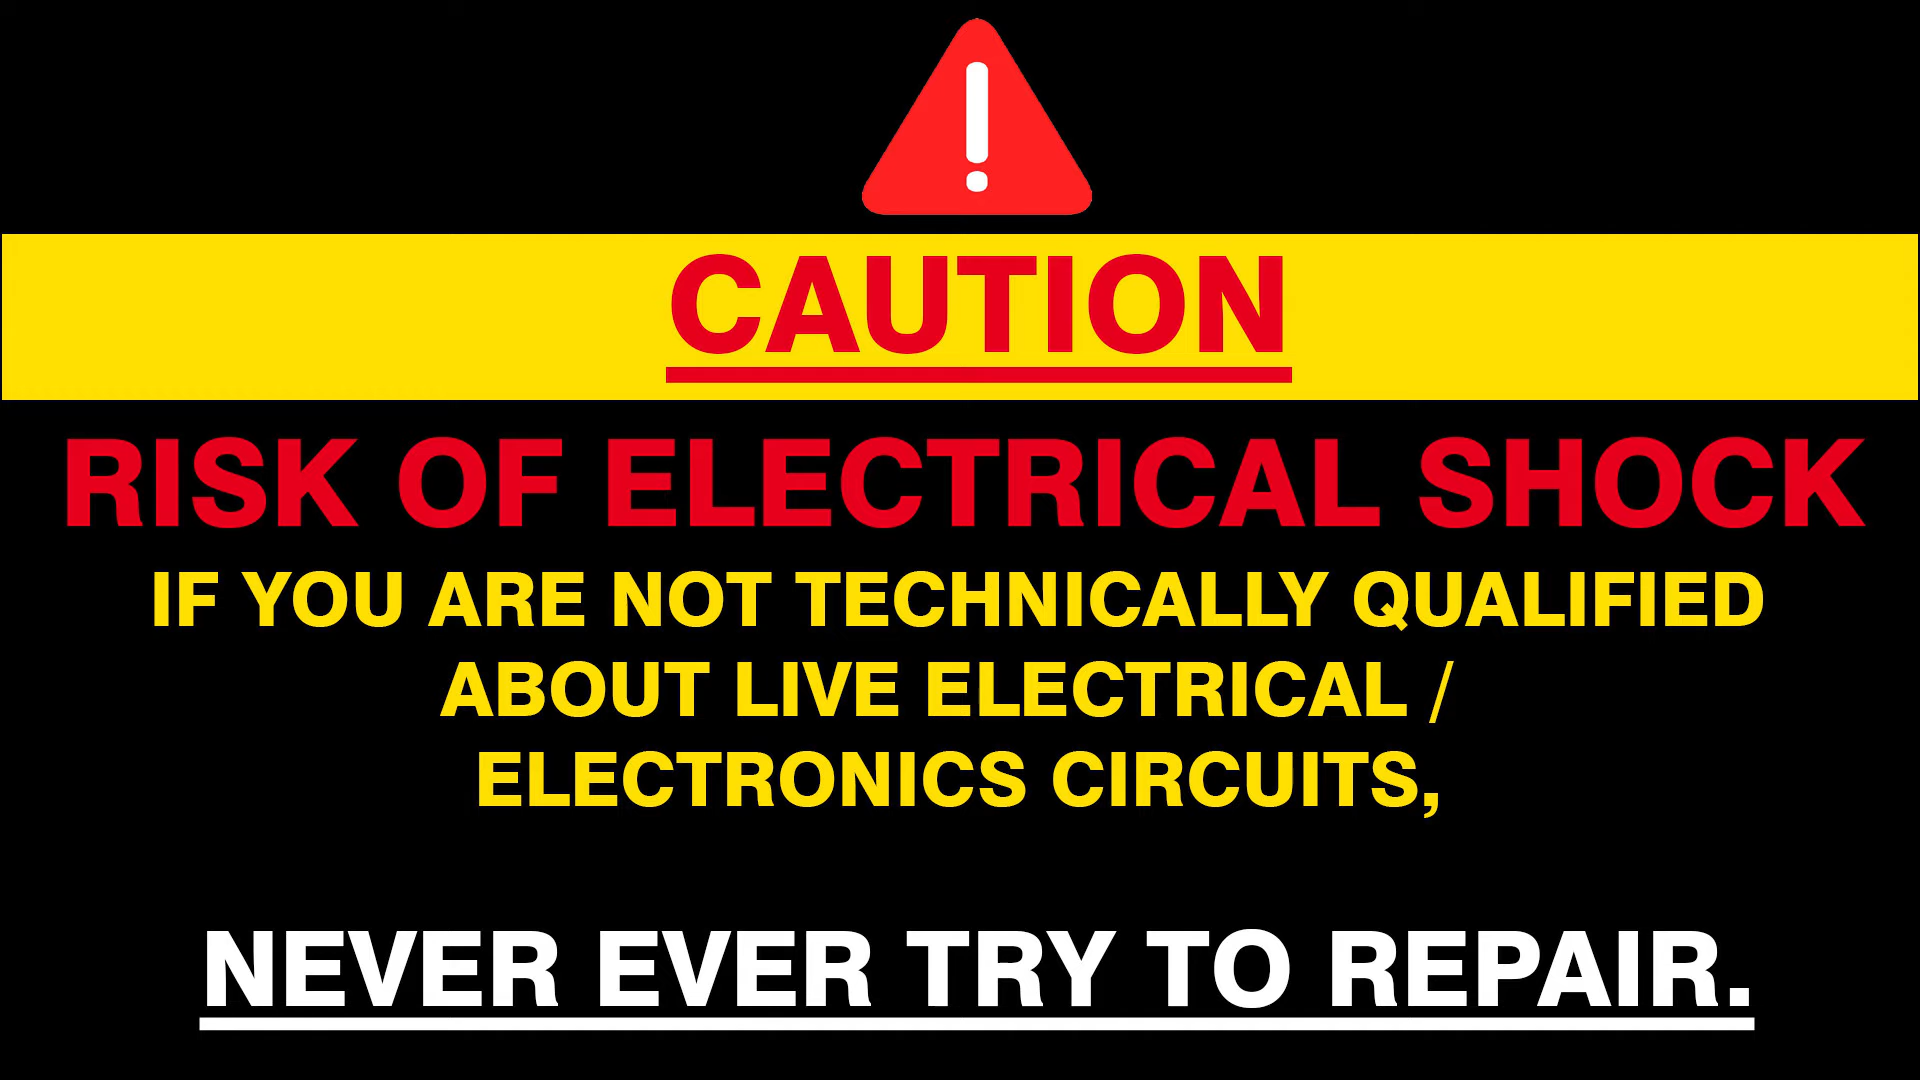 CAUTION
RISK OF ELECTRICAL SHOCK
IF YOU ARE NOT TECHNICALLY QUALIFIED
ABOUT LIVE ELECTRICAL /
ELECTRONICS CIRCUITS,
NEVER EVER TRY TO REPAIR.